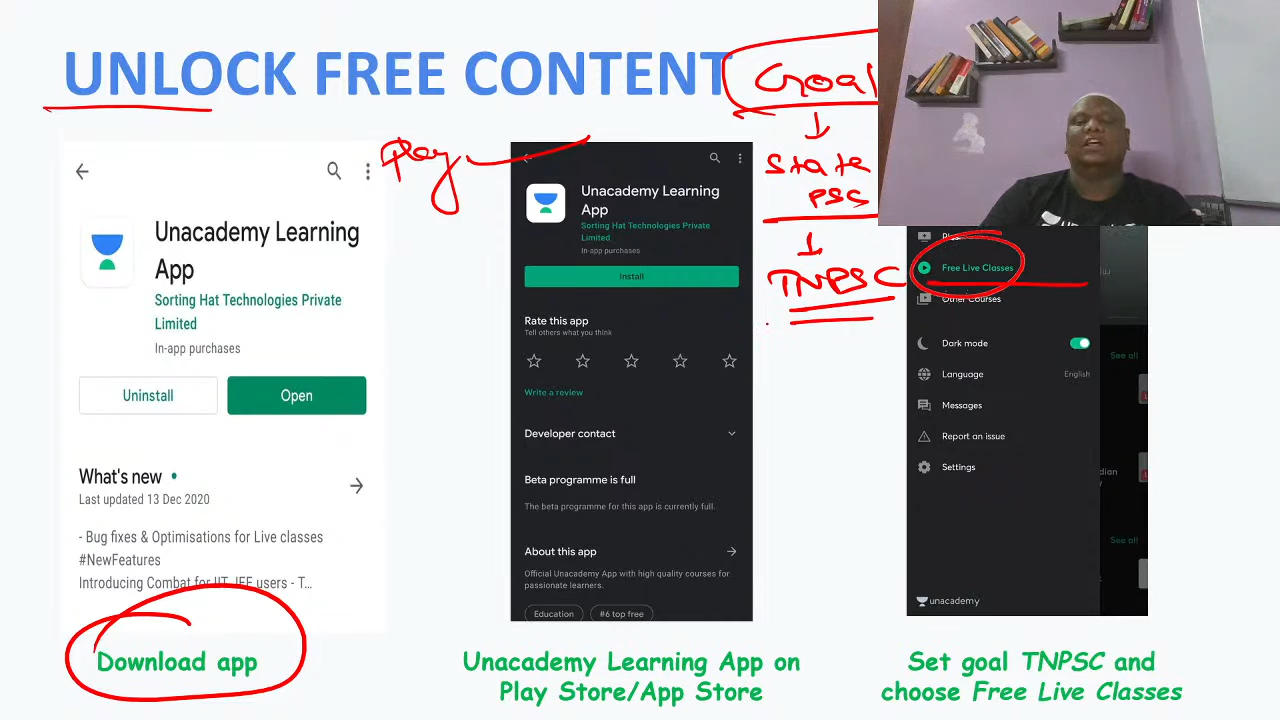 UNLOCK FREE CONTENT
Goal
State
PSC
TNPSC
Play
Unacademy Learning
App
Sorting Hat Technologies Private
Limited
In-app purchases
Uninstall
Open
What's new
Last updated 13 Dec 2020
- Bug fixes & Optimisations for Live classes
#NewFeatures
Introducing Combat for IIT JEE users - T...
Download app
Unacademy Learning
App
Sorting Hat Technologies Private
Limited
In-app purchases
Install
Rate this app
Tell others what you think
Write a review
Developer contact
Beta programme is full
The beta programme for this app is currently full.
About this app
Official Unacademy App with high quality courses for
passionate learners.
Education
#6 top free
Unacademy Learning App on
Play Store/App Store
Free Live Classes
Other Courses
Dark mode
Language
English
Messages
Report an issue
Settings
See all
See all
unacademy
Set goal TNPSC and
choose Free Live Classes